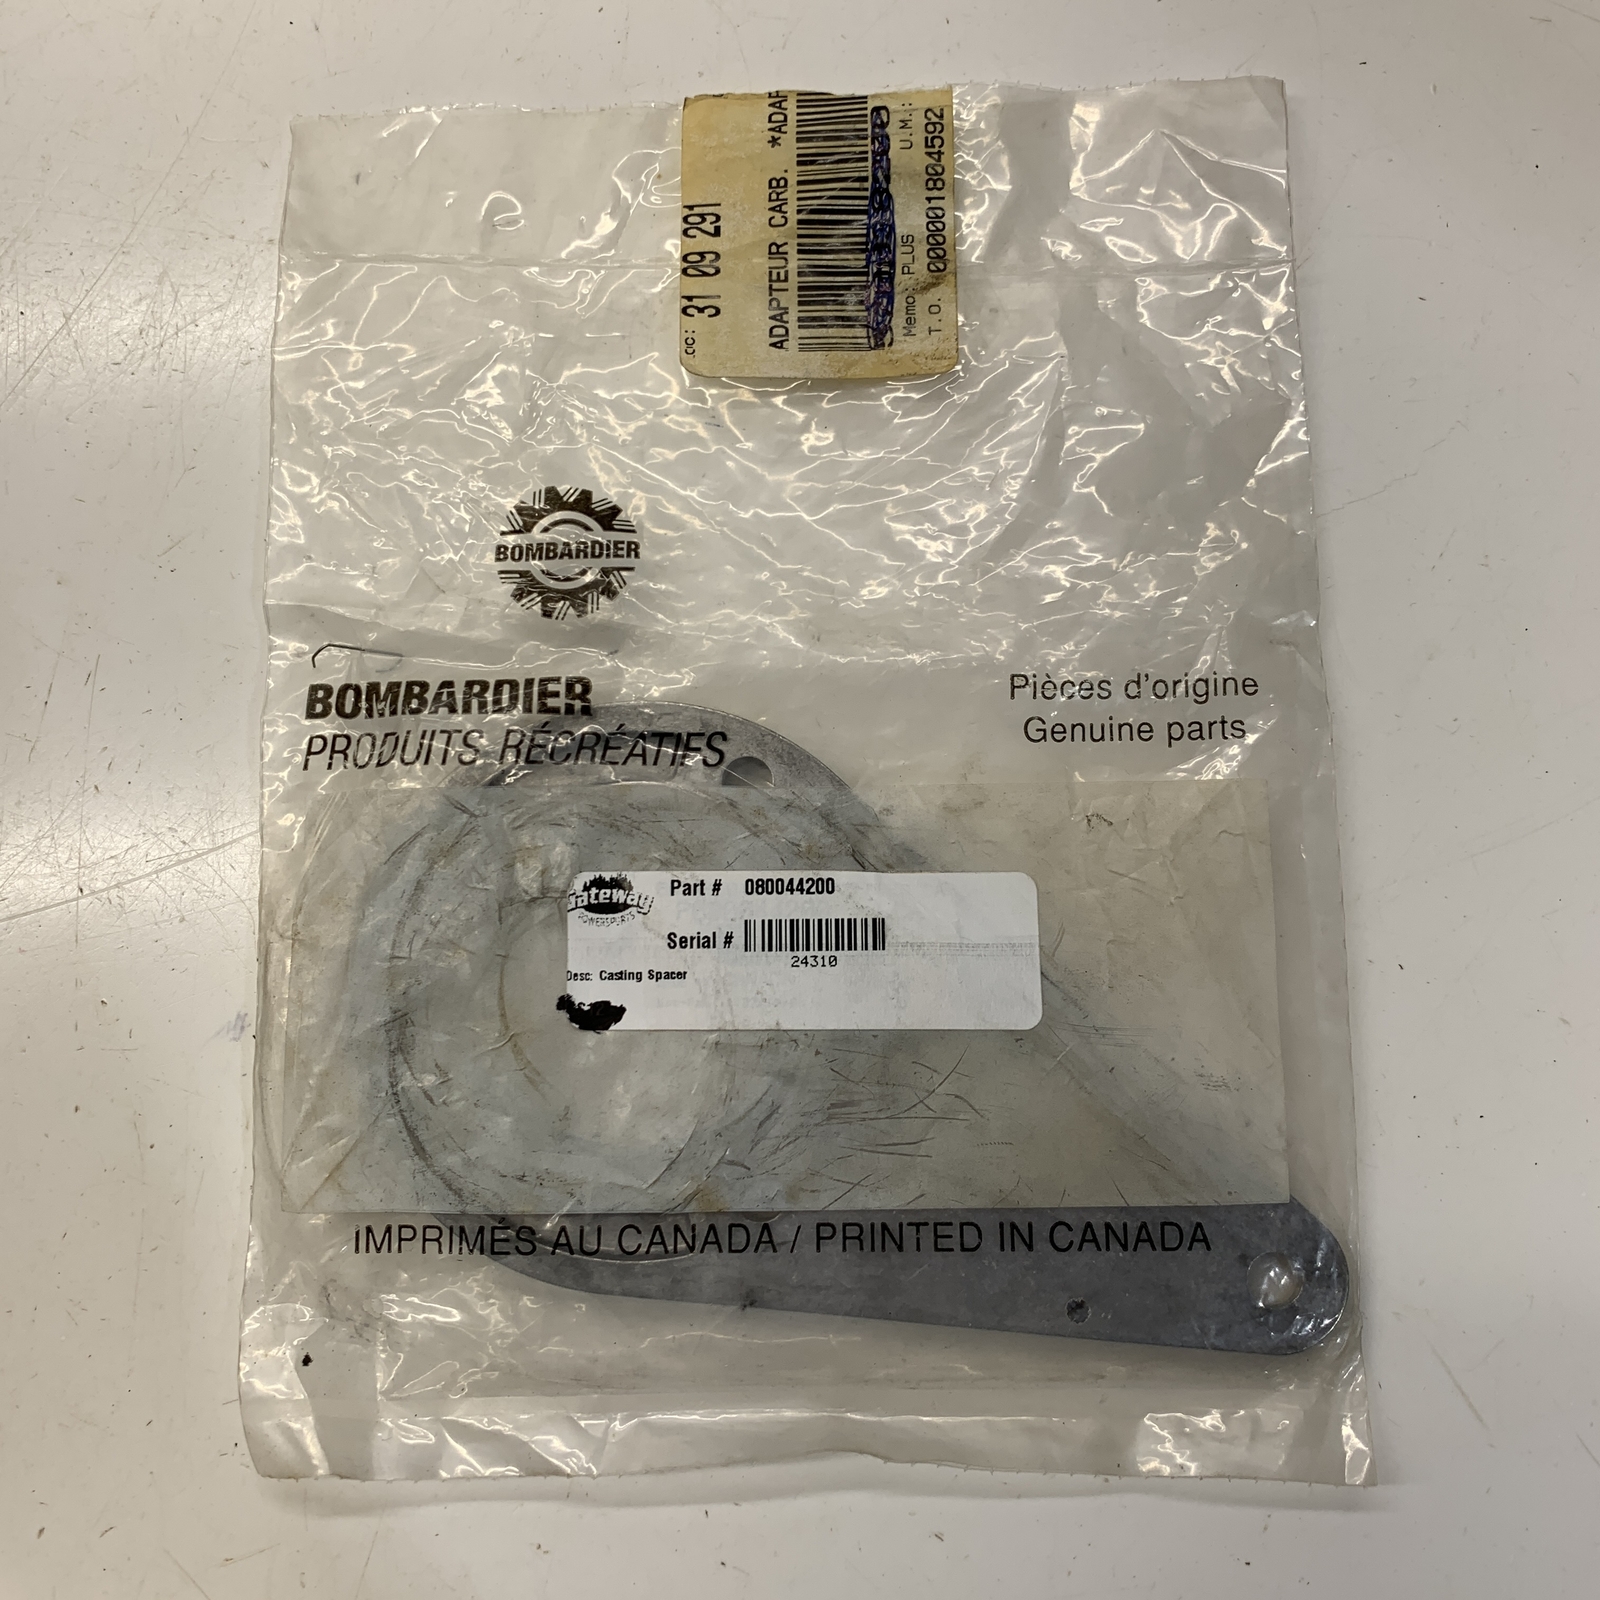 .OC: 31 09 291
ADAPTEUR CARB. *ADAP
Memo: PLUS U.M.:
T.O. 000001804592
BOMBARDIER
BOMBARDIER
PRODUITS RÉCRÉATIFS
Pièces d'origine
Genuine parts
Gateway
POWERSPORTS
Part # 080044200
Serial #
24310
Desc: Casting Spacer
IMPRIMÉS AU CANADA / PRINTED IN CANADA